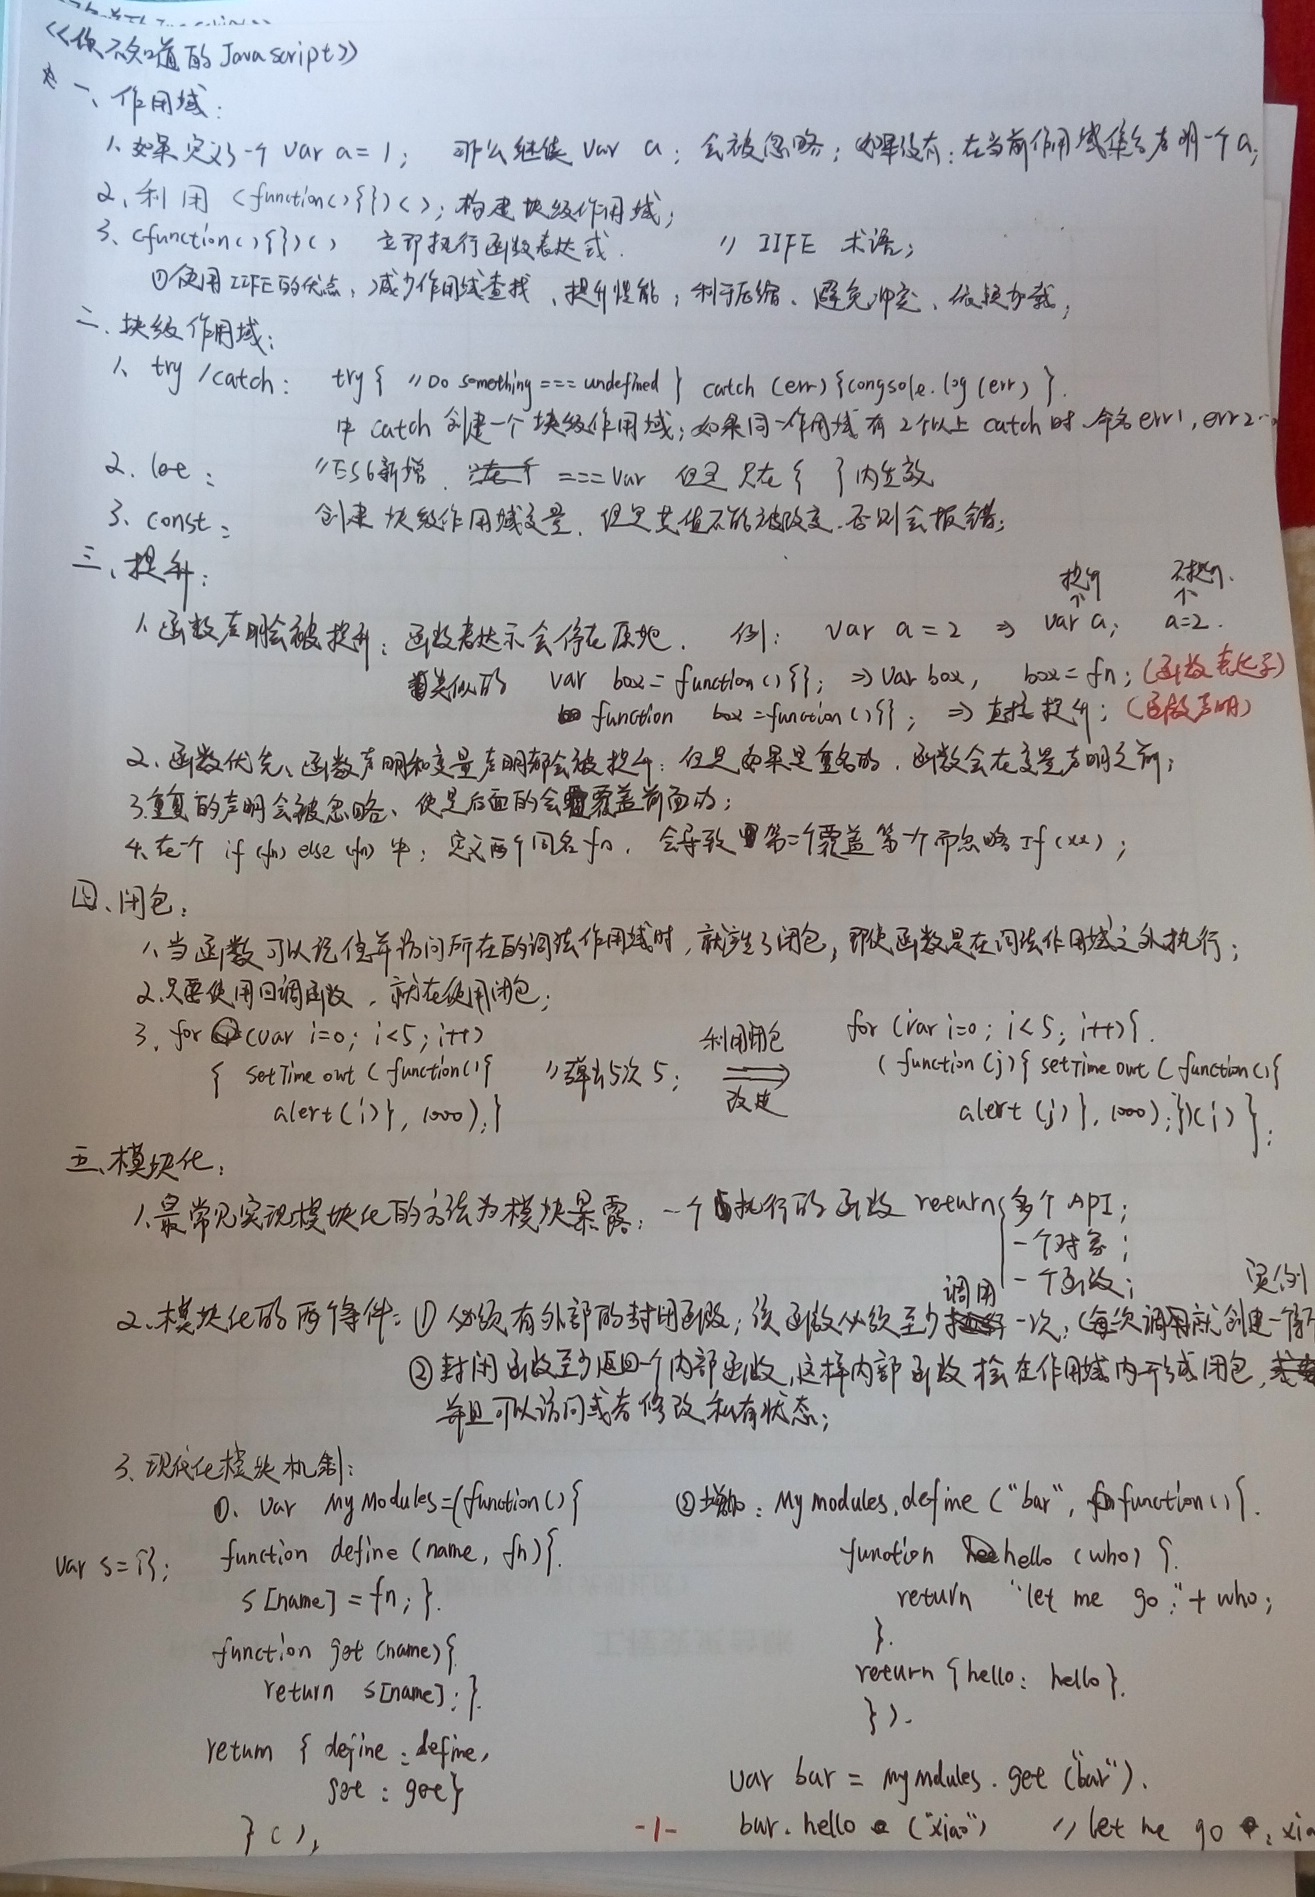 《你不知道的Javascript》
* 一、作用域:
1、如果定义了一个 var a=1; 那么继续 var a; 会被忽略; 如果没有: 在当前作用域集合声明一个a;
2、利用 (function(){})(); 构建块级作用域;
3、(function(){})() 立即执行函数表达式. // IIFE 术语;
①使用IIFE的优点, 减少作用域查找、提升性能; 利于压缩、避免冲突、依赖加载;
二、块级作用域:
1、try/catch: try{ //Do something === undefined } catch (err){congsole.log(err) }.
中 catch 创建一个块级作用域; 如果同一作用域有2个以上 catch 时.命名 err1, err2...
2. let: //ES6新增. === var 但是 只在{ }内生效
3、const: 创建块级作用域变量, 但是其值不能被改变.否则会报错;
三、提升:
提升 不提升.
↑ ↑
1、函数声明会被提升; 函数表达示会停在原地. 例: var a=2 ⇒ var a; a=2.
类似的 var box=function(){}; ⇒ var box, box=fn; (函数表达子)
function box=function(){}; ⇒ 直接提升; (函数声明)
2、函数优先、函数声明和变量声明都会被提升; 但是如果是重名的, 函数会在变量声明之前;
3.重复的声明会被忽略、但是后面的会覆盖前面的;
4、在一个 if(fn) else(fn) 中; 定义两个同名fn, 会导致第二个覆盖第一个而忽略If(xx);
四、闭包;
1、当函数可以记住并访问所在的词法作用域时, 就产生了闭包, 即使函数是在词法作用域之外执行;
2.只要使用回调函数, 就在使用闭包;
3. for (var i=0; i<5; i++)
{ setTimeout ( function(){ //弹出5次 5;
alert(i)}, 1000);}
利用闭包
⇒
改造
for (var i=0; i<5; i++){.
( function (j){ setTimeout ( function(){
alert (j)}, 1000);})(i) };
五、模块化;
1、最常见实现模块化的方法为模块暴露; 一个执行的函数 return{多个API;
一个对象;
一个函数;
2、模块化的两个条件: ① 必须有外部的封闭函数; 该函数必须至少调用一次; (每次调用就创建一个新实例
②封闭函数至少返回一个内部函数, 这样内部函数才会在作用域内形成闭包,
并且可以访问或者修改私有状态;
3、现代化模块机制:
①. var MyModules=(function(){
var s={};
function define (name, fn){.
s[name] = fn; }.
function get (name){.
return s[name]; }.
return { define : define,
get : get}
} ();
②增加: Mymodules.define ("bar", function(){.
function hello (who) {.
return "let me go:"+ who;
}.
return {hello: hello}.
}).
var bar = mymdules.get ("bar").
bar.hello ("xiao") // let me go : xia
-1-